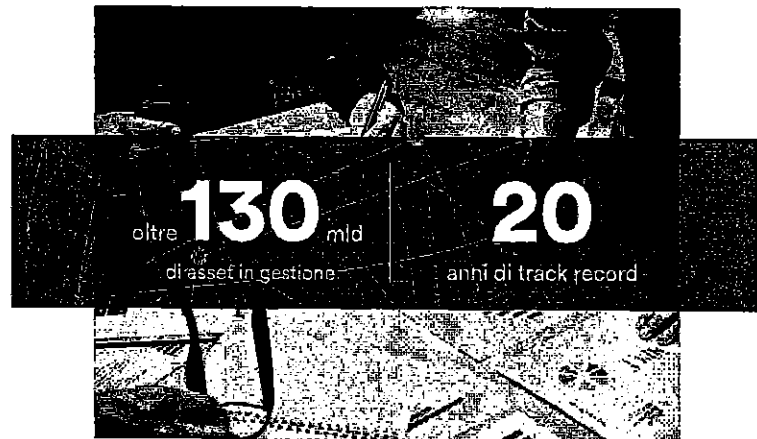 oltre 130 mld
di asset in gestione
20
anni di track record